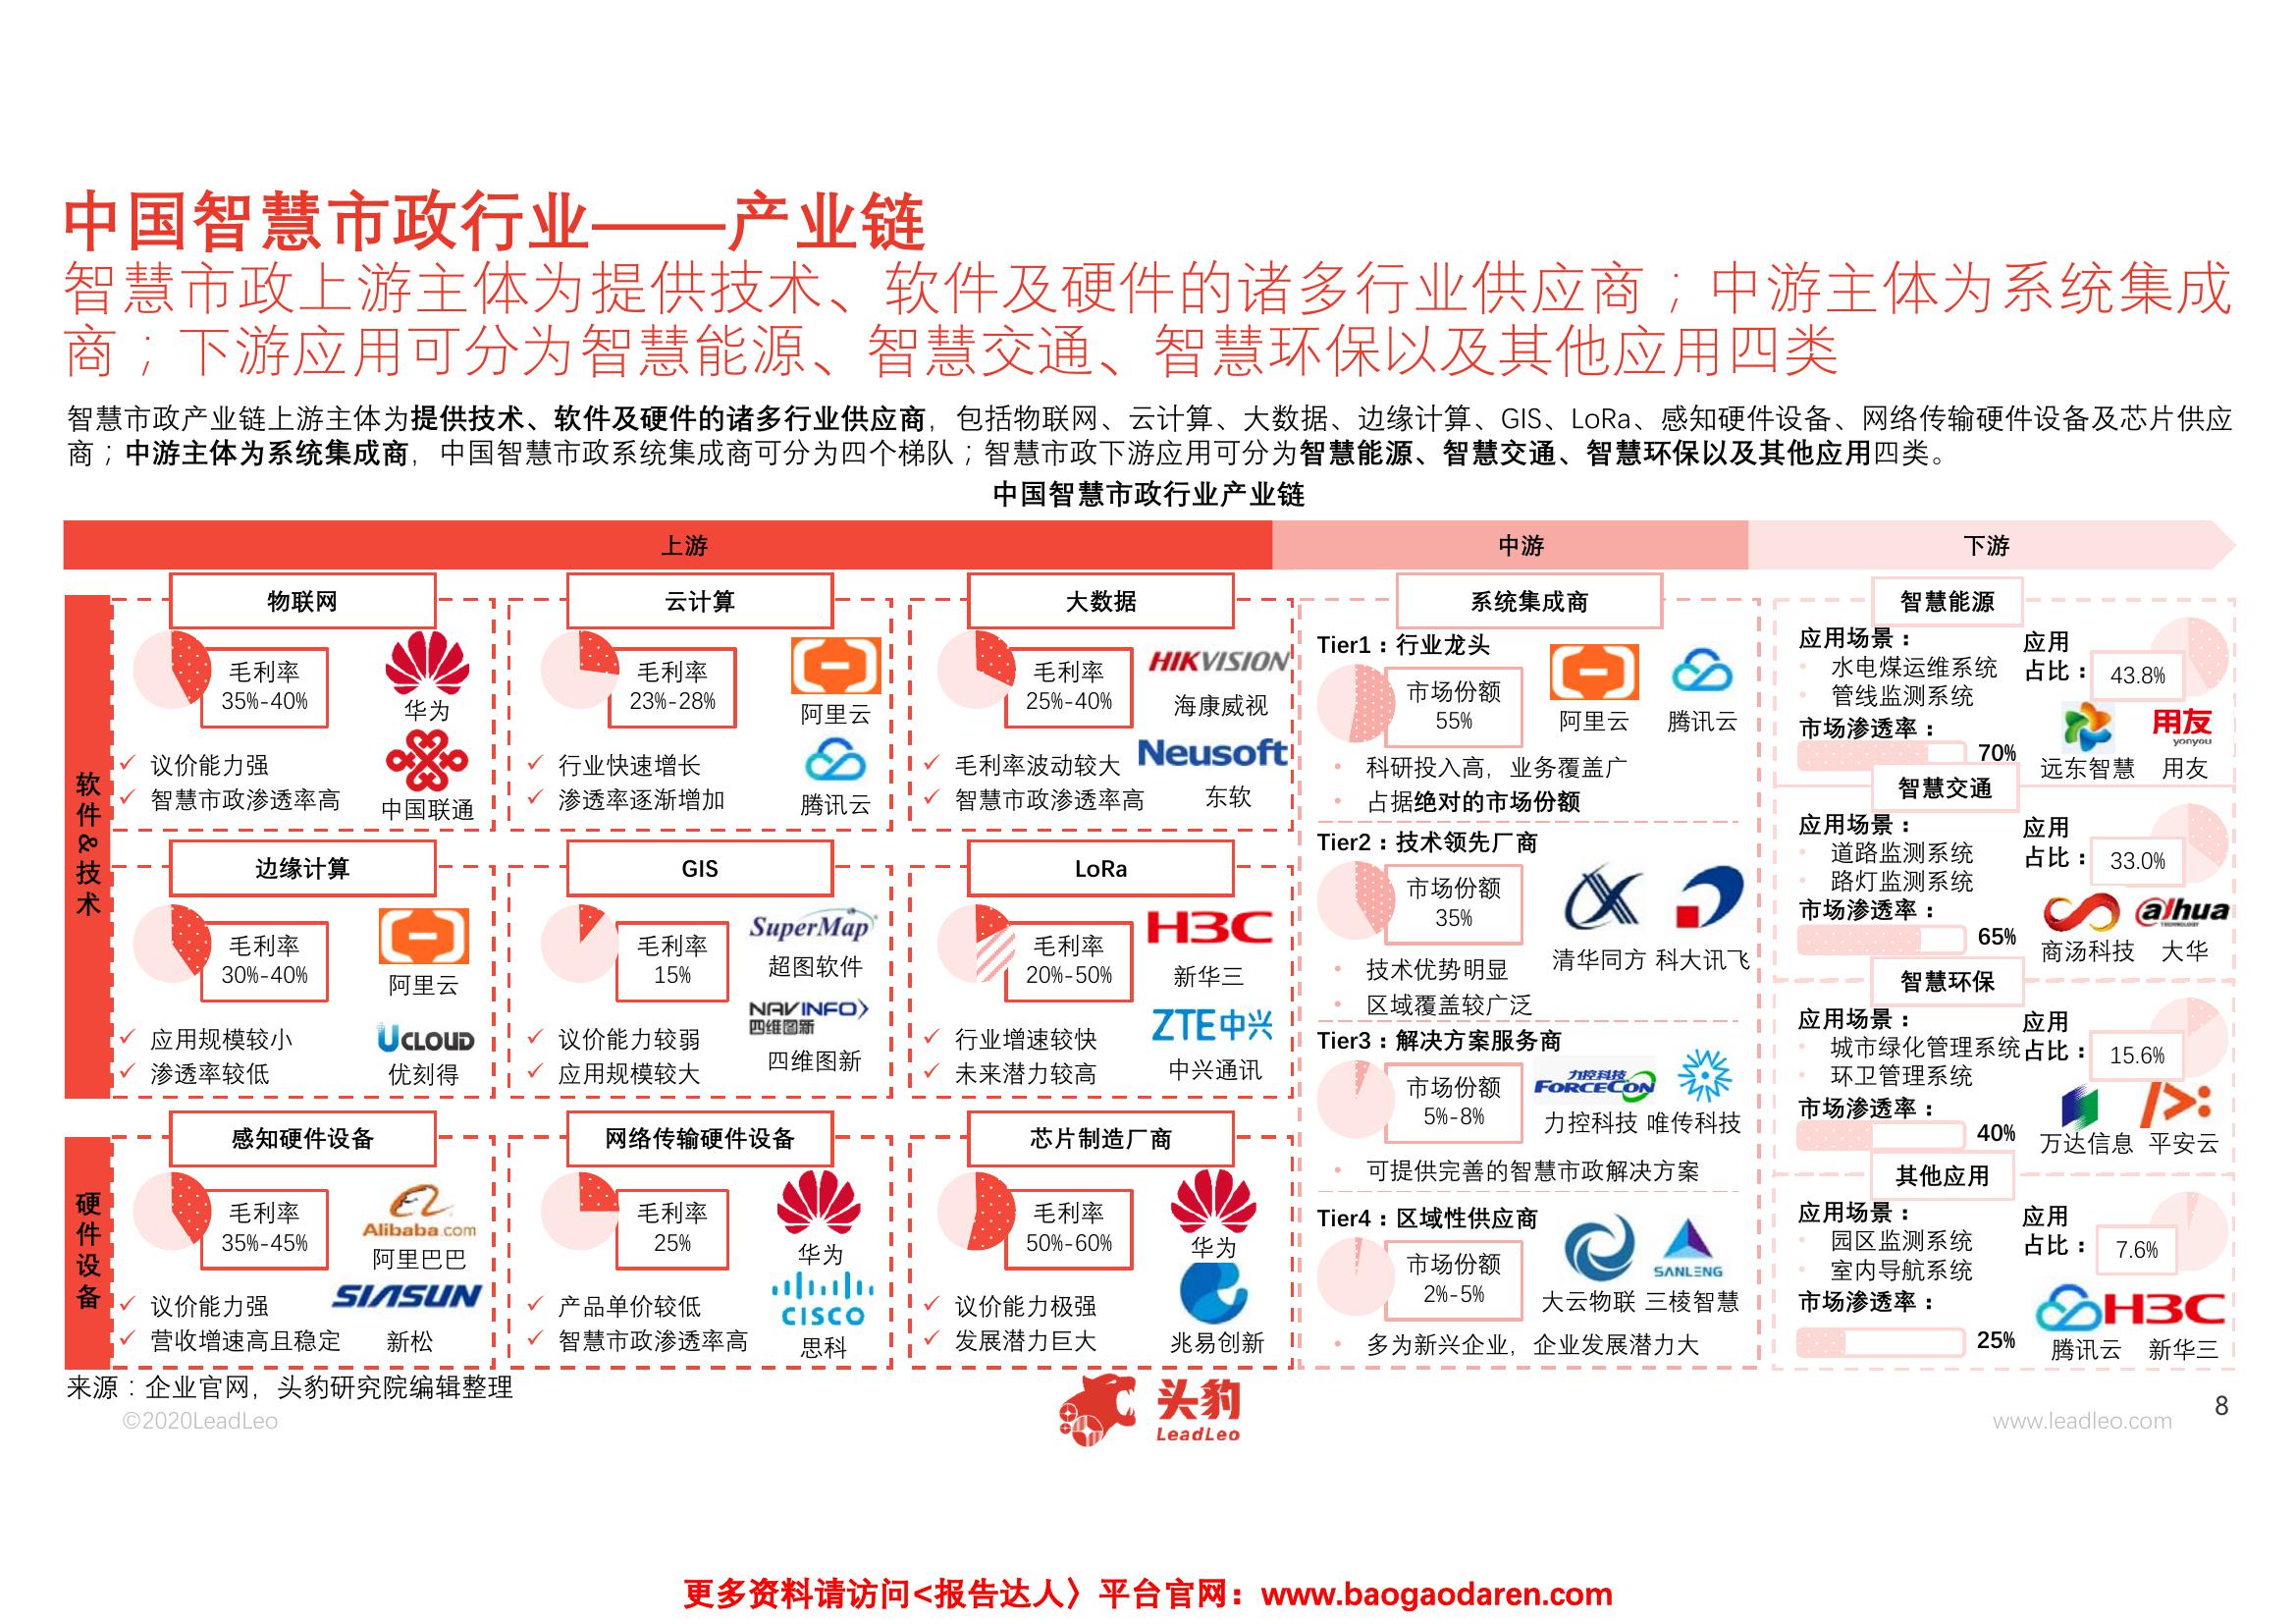 中国智慧市政行业——产业链
智慧市政上游主体为提供技术、软件及硬件的诸多行业供应商；中游主体为系统集成
商；下游应用可分为智慧能源、智慧交通、智慧环保以及其他应用四类
智慧市政产业链上游主体为提供技术、软件及硬件的诸多行业供应商，包括物联网、云计算、大数据、边缘计算、GIS、LoRa、感知硬件设备、网络传输硬件设备及芯片供应
商；中游主体为系统集成商，中国智慧市政系统集成商可分为四个梯队；智慧市政下游应用可分为智慧能源、智慧交通、智慧环保以及其他应用四类。
中国智慧市政行业产业链
上游
中游
下游
软件&技术
物联网
毛利率
35%-40%
华为
中国联通
议价能力强
智慧市政渗透率高
云计算
毛利率
23%-28%
阿里云
腾讯云
行业快速增长
渗透率逐渐增加
大数据
毛利率
25%-40%
HIKVISION
海康威视
Neusoft
东软
毛利率波动较大
智慧市政渗透率高
边缘计算
毛利率
30%-40%
阿里云
UCLOUD
优刻得
应用规模较小
渗透率较低
GIS
毛利率
15%
SuperMap
超图软件
NAVINFO
四维图新
四维图新
议价能力较弱
应用规模较大
LoRa
毛利率
20%-50%
H3C
新华三
ZTE中兴
中兴通讯
行业增速较快
未来潜力较高
硬件设备
感知硬件设备
毛利率
35%-45%
Alibaba.com
阿里巴巴
SIASUN
新松
议价能力强
营收增速高且稳定
网络传输硬件设备
毛利率
25%
华为
CISCO
思科
产品单价较低
智慧市政渗透率高
芯片制造厂商
毛利率
50%-60%
华为
兆易创新
议价能力极强
发展潜力巨大
系统集成商
Tier1：行业龙头
市场份额
55%
阿里云
腾讯云
科研投入高，业务覆盖广
占据绝对的市场份额
Tier2：技术领先厂商
市场份额
35%
清华同方 科大讯飞
技术优势明显
区域覆盖较广泛
Tier3：解决方案服务商
市场份额
5%-8%
力控科技
FORCECON
力控科技 唯传科技
可提供完善的智慧市政解决方案
Tier4：区域性供应商
市场份额
2%-5%
SANLENG
大云物联 三棱智慧
多为新兴企业，企业发展潜力大
智慧能源
应用场景：
水电煤运维系统
管线监测系统
应用
占比：
43.8%
市场渗透率：
70%
用友
yonyou
远东智慧 用友
智慧交通
应用场景：
道路监测系统
路灯监测系统
应用
占比：
33.0%
市场渗透率：
65%
alhua
TECHNOLOGY
商汤科技 大华
智慧环保
应用场景：
城市绿化管理系统
环卫管理系统
应用
占比：
15.6%
市场渗透率：
40%
万达信息 平安云
其他应用
应用场景：
园区监测系统
室内导航系统
应用
占比：
7.6%
市场渗透率：
25%
H3C
腾讯云 新华三
来源：企业官网，头豹研究院编辑整理
©2020LeadLeo
头豹
LeadLeo
www.leadleo.com
8
更多资料请访问<报告达人〉平台官网：www.baogaodaren.com